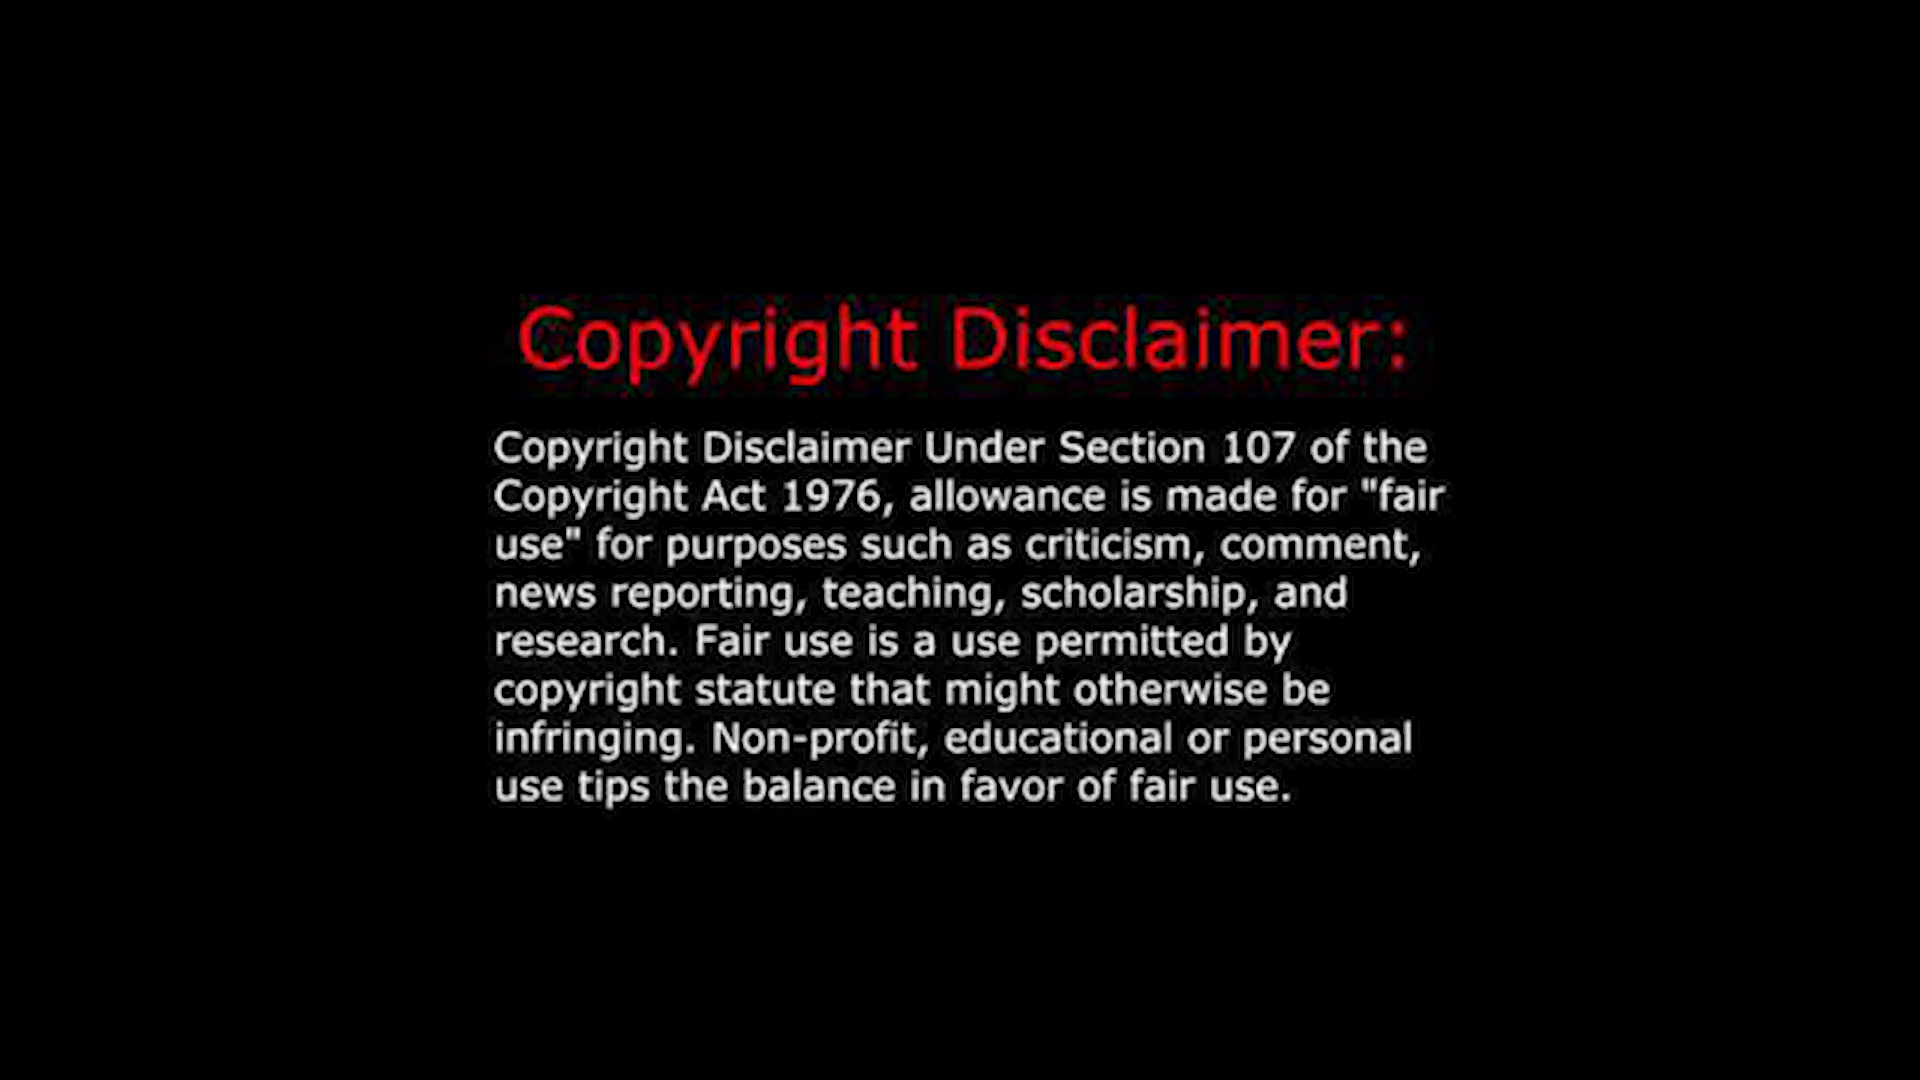 Copyright Disclaimer:
Copyright Disclaimer Under Section 107 of the
Copyright Act 1976, allowance is made for "fair
use" for purposes such as criticism, comment,
news reporting, teaching, scholarship, and
research. Fair use is a use permitted by
copyright statute that might otherwise be
infringing. Non-profit, educational or personal
use tips the balance in favor of fair use.